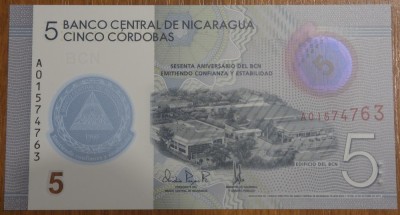 5 BANCO CENTRAL DE NICARAGUA
CINCO CÓRDOBAS
SESENTA ANIVERSARIO DEL BCN
EMITIENDO CONFIANZA Y ESTABILIDAD
5
A01574763
A01574763
5
5
EDIFICIO DEL BCN